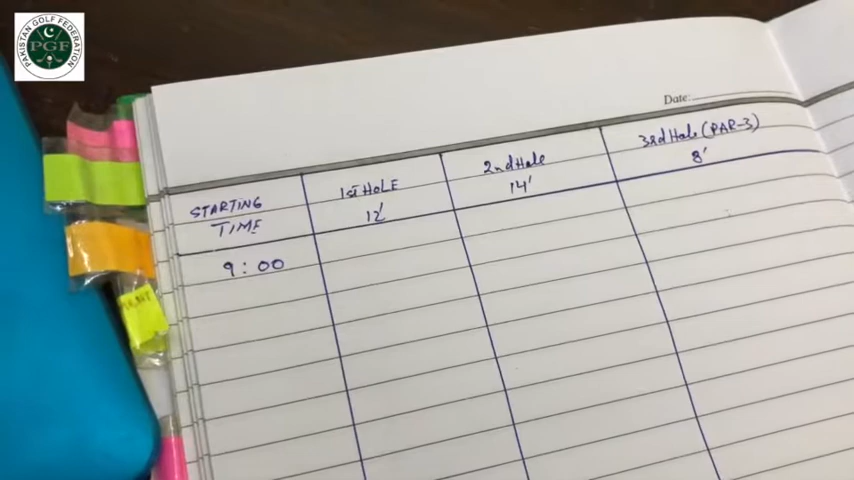 PAKISTAN GOLF FEDERATION
PGF
Date:
STARTING TIME
1st HOLE
12'
2nd Hole
14'
3rd Hole (PAR-3)
8'
9:00